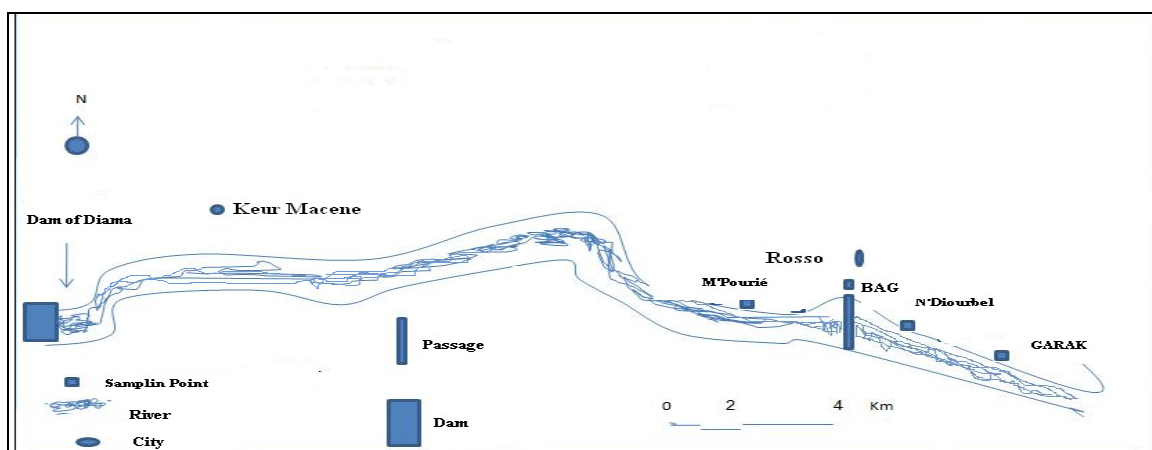 N
Dam of Diama
Keur Macene
Rosso
M'Pourié
BAG
N'Diourbel
GARAK
Passage
Samplin Point
River
City
Dam
0 2 4 Km